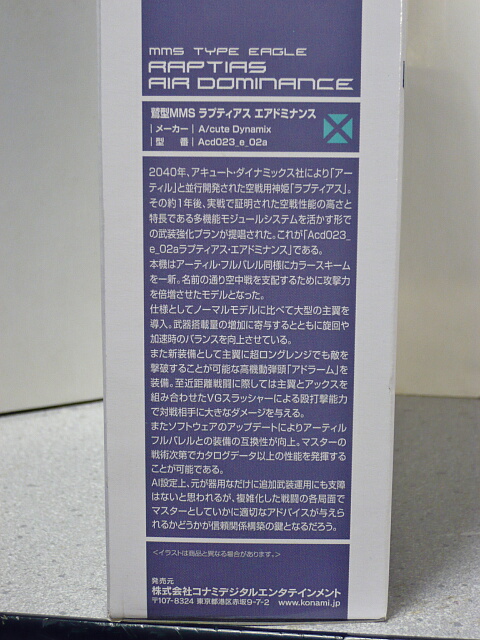 MMS TYPE EAGLE
RAPTIAS
AIR DOMINANCE
鷲型MMS ラプティアス エアドミナンス
|メーカー| A/cute Dynamix
|型 番| Acd023_e_02a
2040年、アキュート・ダイナミックス社により「アー
ティル」と並行開発された空戦用神姫「ラプティアス」。
その約1年後、実戦で証明された空戦性能の高さと
特長である多機能モジュールシステムを活かす形で
の武装強化プランが提唱された。これが「Acd023_
e_02aラプティアス・エアドミナンス」である。
本機はアーティル・フルバレル同様にカラースキーム
を一新。名前の通り空中戦を支配するために攻撃力
を倍増させたモデルとなった。
仕様としてノーマルモデルに比べて大型の主翼を
導入。武器搭載量の増加に寄与するとともに旋回や
加速時のバランスを向上させている。
また新装備として主翼に超ロングレンジでも敵を
撃破することが可能な高機動弾頭「アドラーム」を
装備。至近距離戦闘に際しては主翼とアックスを
組み合わせたVGスラッシャーによる殴打撃能力
で対戦相手に大きなダメージを与える。
またソフトウェアのアップデートによりアーティル
フルバレルとの装備の互換性が向上。マスターの
戦術次第でカタログデータ以上の性能を発揮する
ことが可能である。
AI設定上、元が器用なだけに追加武装運用にも支障
はないと思われるが、複雑化した戦闘の各局面で
マスターとしていかに適切なアドバイスが与えら
れるかどうかが信頼関係構築の鍵となるだろう。
<イラストは商品と異なる場合があります。>
発売元
株式会社コナミデジタルエンタテインメント
〒107-8324 東京都港区赤坂9-7-2 www.konami.jp